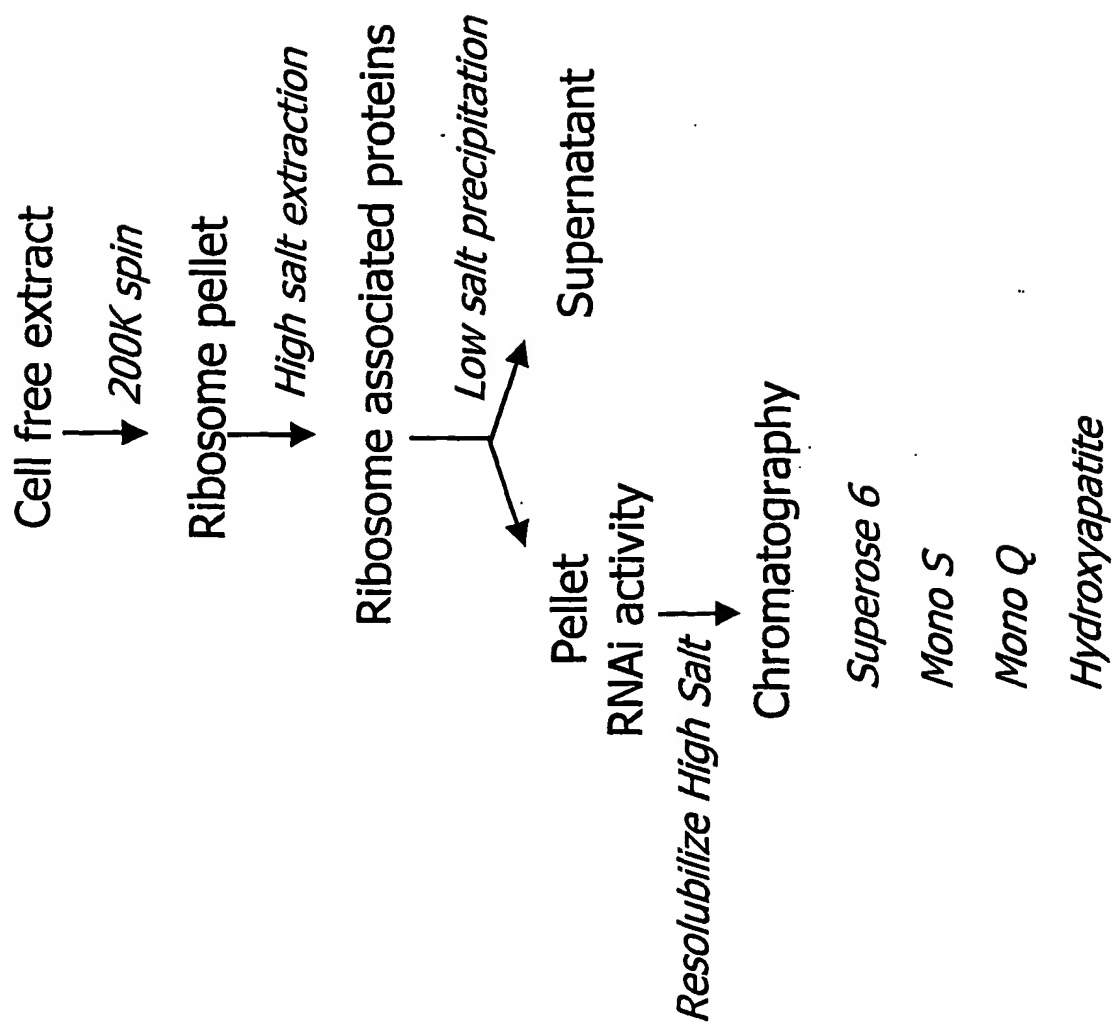 Cell free extract
200K spin
Ribosome pellet
High salt extraction
Ribosome associated proteins
Low salt precipitation
Pellet
RNAi activity
Supernatant
Resolubilize High Salt
Chromatography
Superose 6
Mono S
Mono Q
Hydroxyapatite